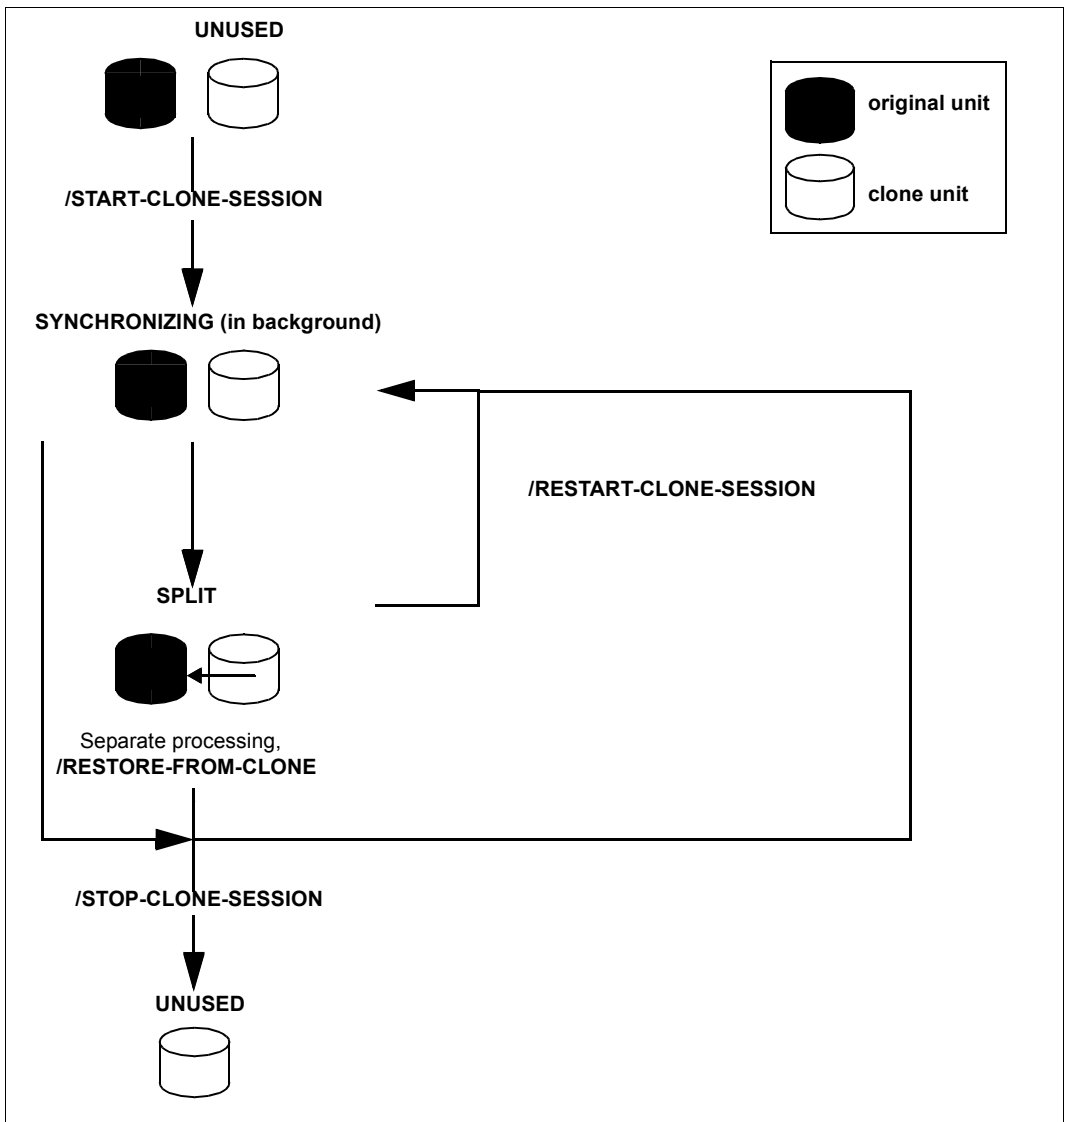 UNUSED
original unit
clone unit
/START-CLONE-SESSION
SYNCHRONIZING (in background)
/RESTART-CLONE-SESSION
SPLIT
Separate processing,
/RESTORE-FROM-CLONE
/STOP-CLONE-SESSION
UNUSED